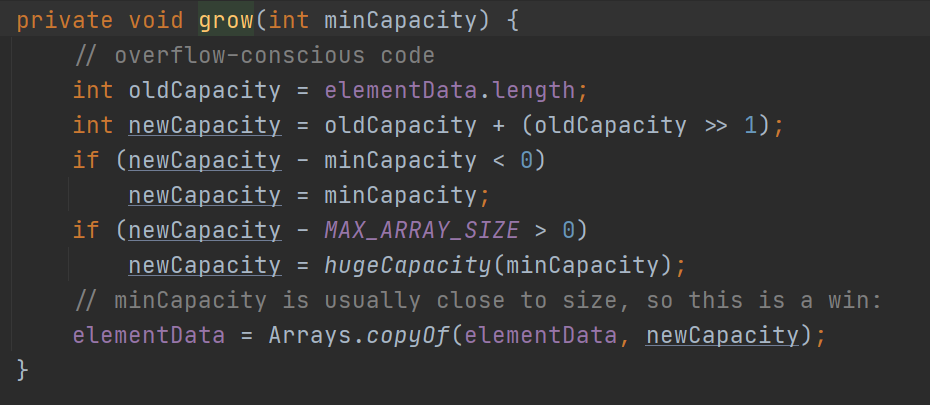 private void grow(int minCapacity) {
// overflow-conscious code
int oldCapacity = elementData.length;
int newCapacity = oldCapacity + (oldCapacity >> 1);
if (newCapacity - minCapacity < 0)
newCapacity = minCapacity;
if (newCapacity - MAX_ARRAY_SIZE > 0)
newCapacity = hugeCapacity(minCapacity);
// minCapacity is usually close to size, so this is a win:
elementData = Arrays.copyOf(elementData, newCapacity);
}